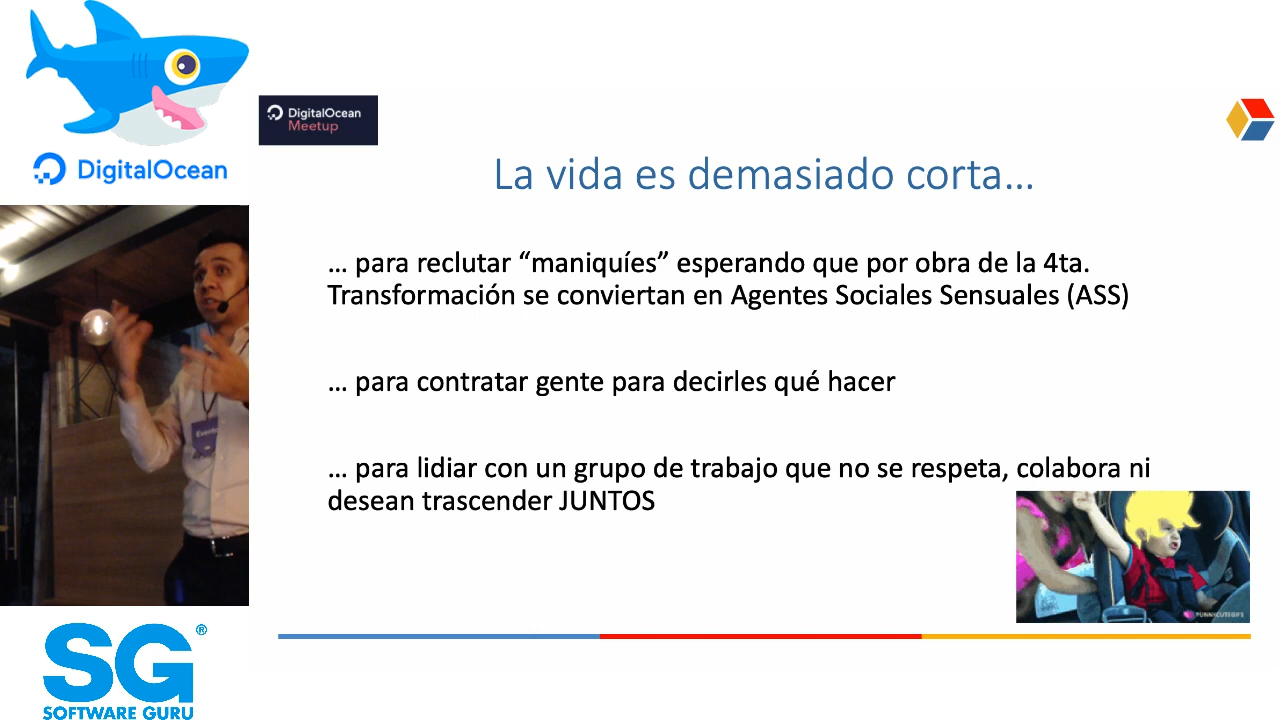 DigitalOcean
DigitalOcean
Meetup
La vida es demasiado corta...
... para reclutar “maniquíes” esperando que por obra de la 4ta.
Transformación se conviertan en Agentes Sociales Sensuales (ASS)
... para contratar gente para decirles qué hacer
... para lidiar con un grupo de trabajo que no se respeta, colabora ni
desean trascender JUNTOS
FUNNYCUTEGIFS
Evento
SG®
SOFTWARE GURU